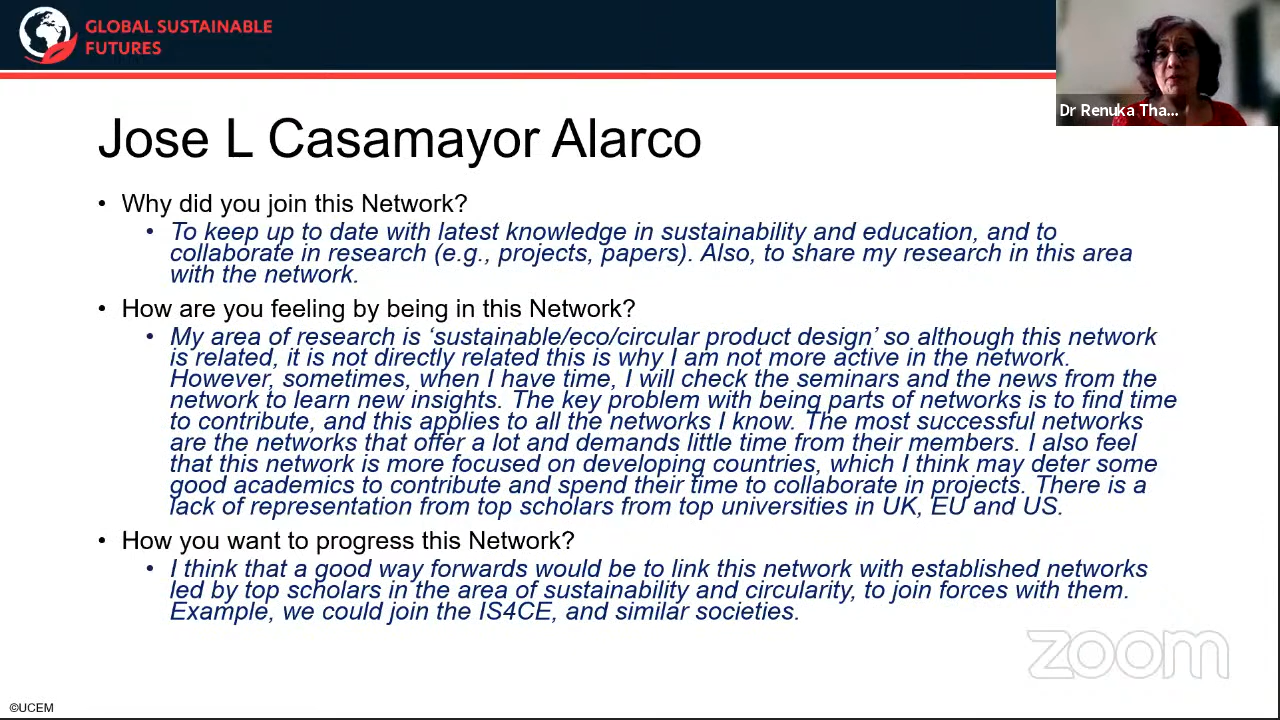 GLOBAL SUSTAINABLE
FUTURES
Dr Renuka Tha...
Jose L Casamayor Alarco
• Why did you join this Network?
• To keep up to date with latest knowledge in sustainability and education, and to
collaborate in research (e.g., projects, papers). Also, to share my research in this area
with the network.
• How are you feeling by being in this Network?
• My area of research is ‘sustainable/eco/circular product design’ so although this network
is related, it is not directly related this is why I am not more active in the network.
However, sometimes, when I have time, I will check the seminars and the news from the
network to learn new insights. The key problem with being parts of networks is to find time
to contribute, and this applies to all the networks I know. The most successful networks
are the networks that offer a lot and demands little time from their members. I also feel
that this network is more focused on developing countries, which I think may deter some
good academics to contribute and spend their time to collaborate in projects. There is a
lack of representation from top scholars from top universities in UK, EU and US.
• How you want to progress this Network?
• I think that a good way forwards would be to link this network with established networks
led by top scholars in the area of sustainability and circularity, to join forces with them.
Example, we could join the IS4CE, and similar societies.
zoom
©UCEM